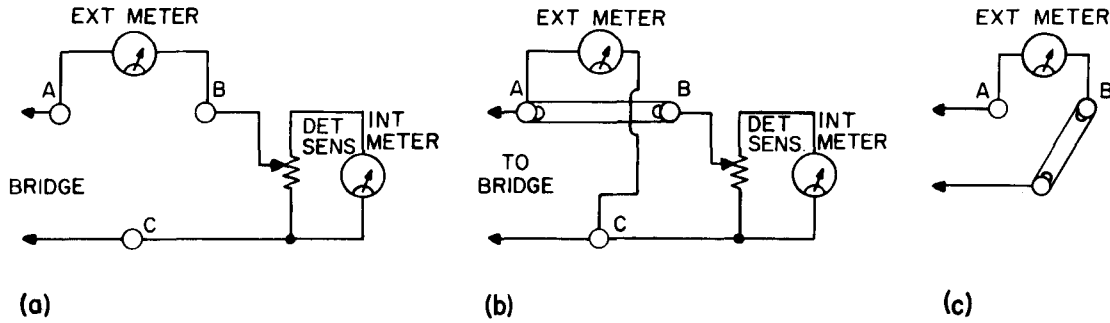 EXT METER
A
B
DET
SENS.
INT
METER
BRIDGE
C
(a)
EXT METER
A
B
DET
SENS.
INT
METER
TO
BRIDGE
C
(b)
EXT METER
A
B
(c)